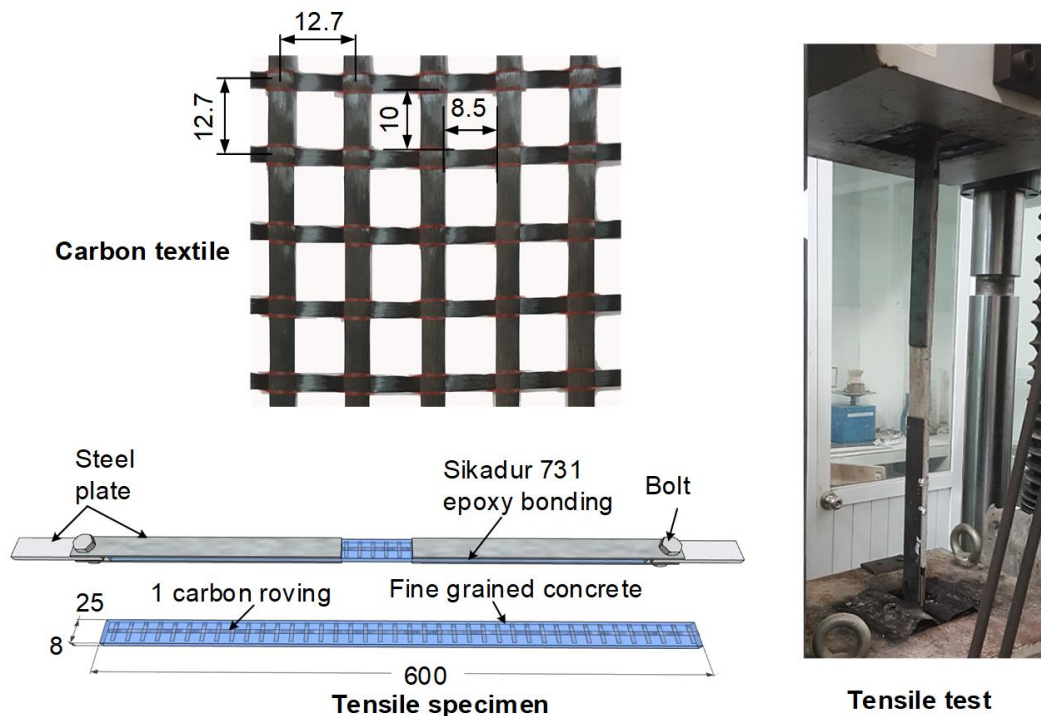 12.7
12.7
10
8.5
Carbon textile
Steel
plate
Sikadur 731
epoxy bonding
Bolt
1 carbon roving
Fine grained concrete
25
8
600
Tensile specimen
Tensile test